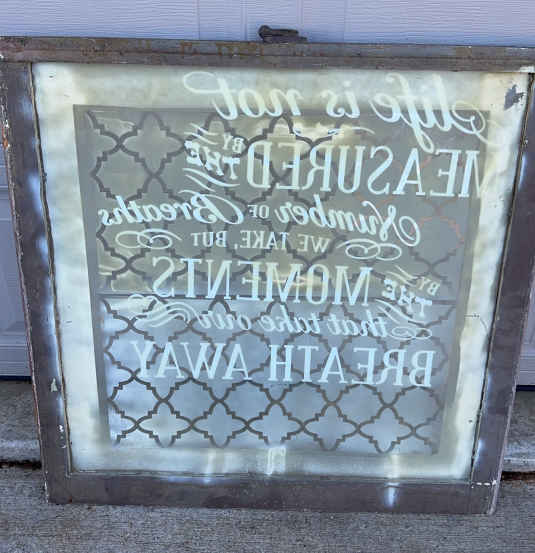 life is not
MEASURED BY THE
Number OF Breaths
WE TAKE, BUT
BY THE MOMENTS
that take our
BREATH AWAY